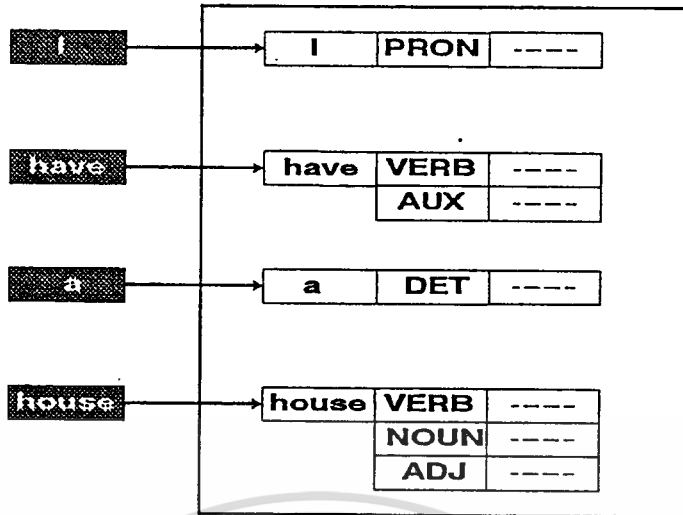 I I PRON ----
have have VERB ----
AUX ----
a a DET ----
house house VERB ----
NOUN ----
ADJ ----